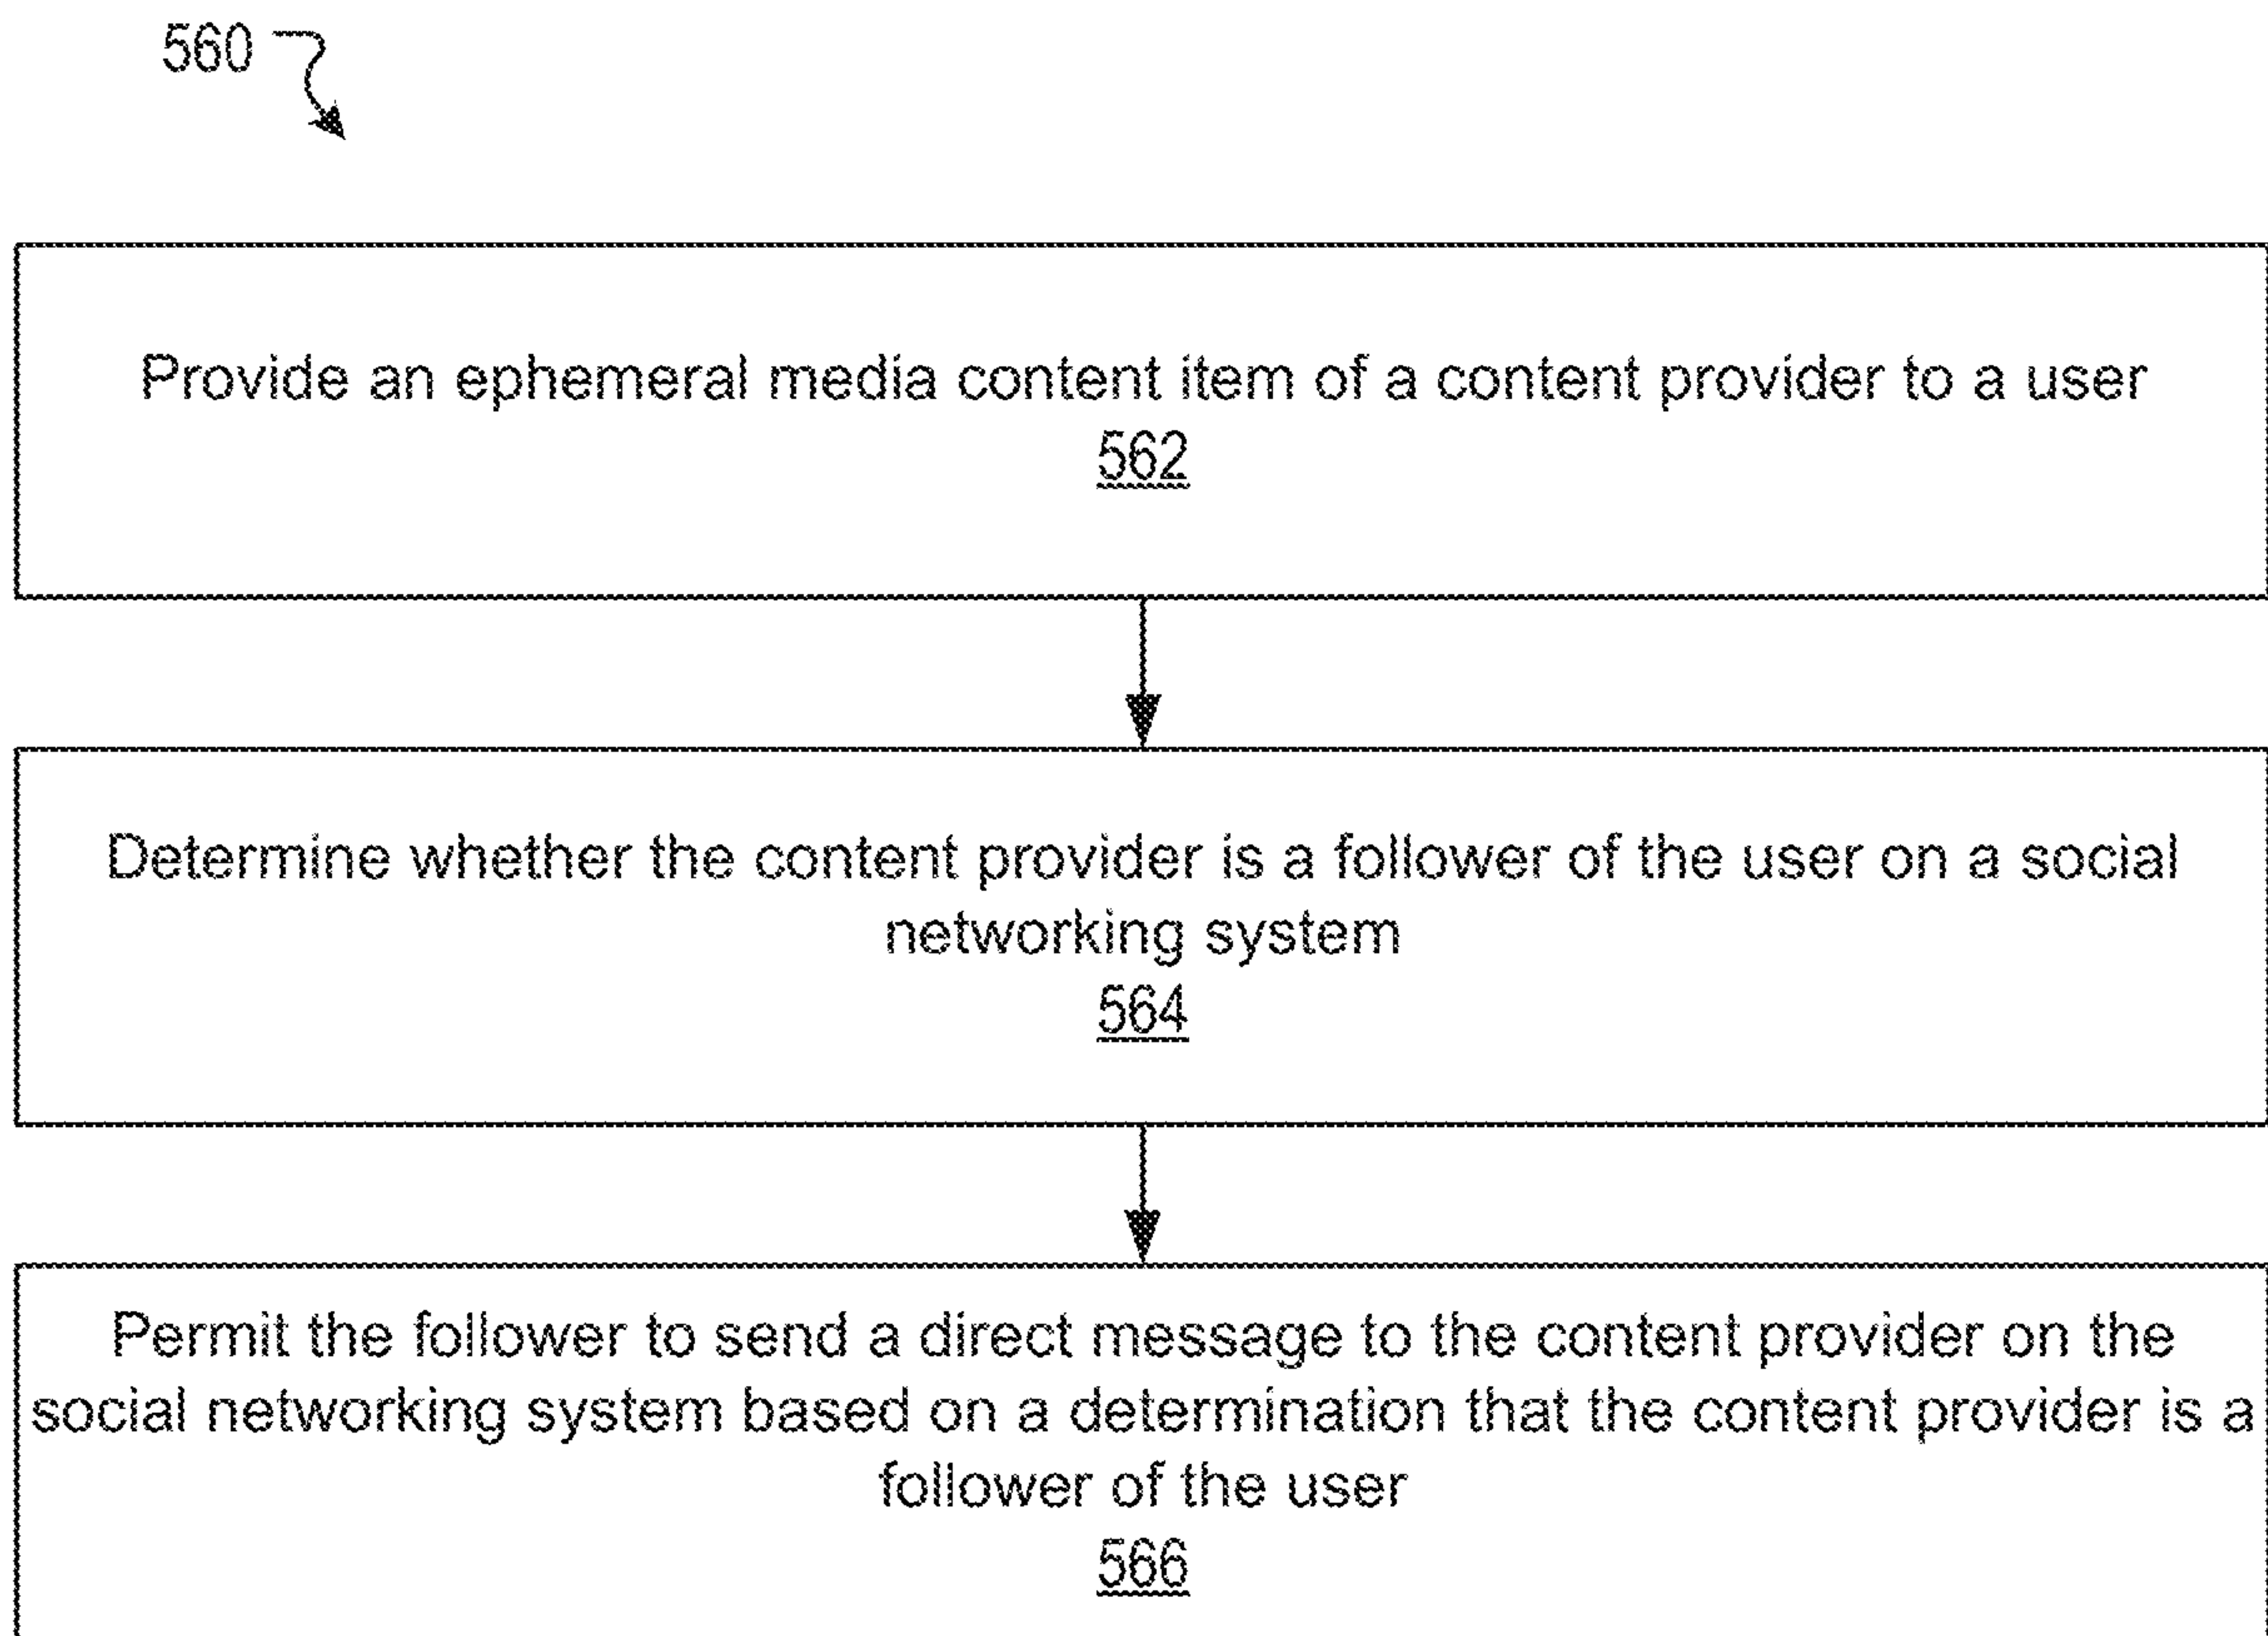 560
Provide an ephemeral media content item of a content provider to a user
562
Determine whether the content provider is a follower of the user on a social
networking system
564
Permit the follower to send a direct message to the content provider on the
social networking system based on a determination that the content provider is a
follower of the user
566